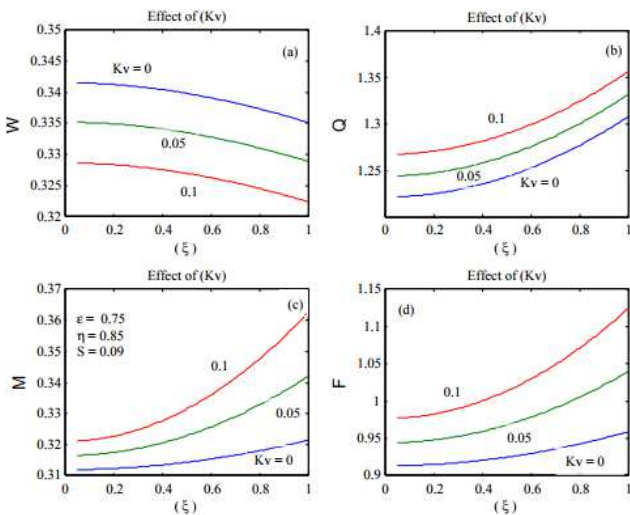 Effect of (Kv)
0.35
0.345
0.34
0.335
0.33
0.325
0.32
W
(a)
Kv = 0
0.05
0.1
0
0.2
0.4
0.6
0.8
1
(ξ)
Effect of (Kv)
1.4
1.35
1.3
1.25
Q
(b)
0.1
0.05
Kv = 0
0
0.2
0.4
0.6
0.8
1
(ξ)
Effect of (Kv)
0.37
0.36
0.35
0.34
0.33
0.32
0.31
M
(c)
ε = 0.75
η = 0.85
S = 0.09
0.1
0.05
Kv = 0
0
0.2
0.4
0.6
0.8
1
(ξ)
Effect of (Kv)
1.15
1.1
1.05
1
0.95
0.9
F
(d)
0.1
0.05
Kv = 0
0
0.2
0.4
0.6
0.8
1
(ξ)